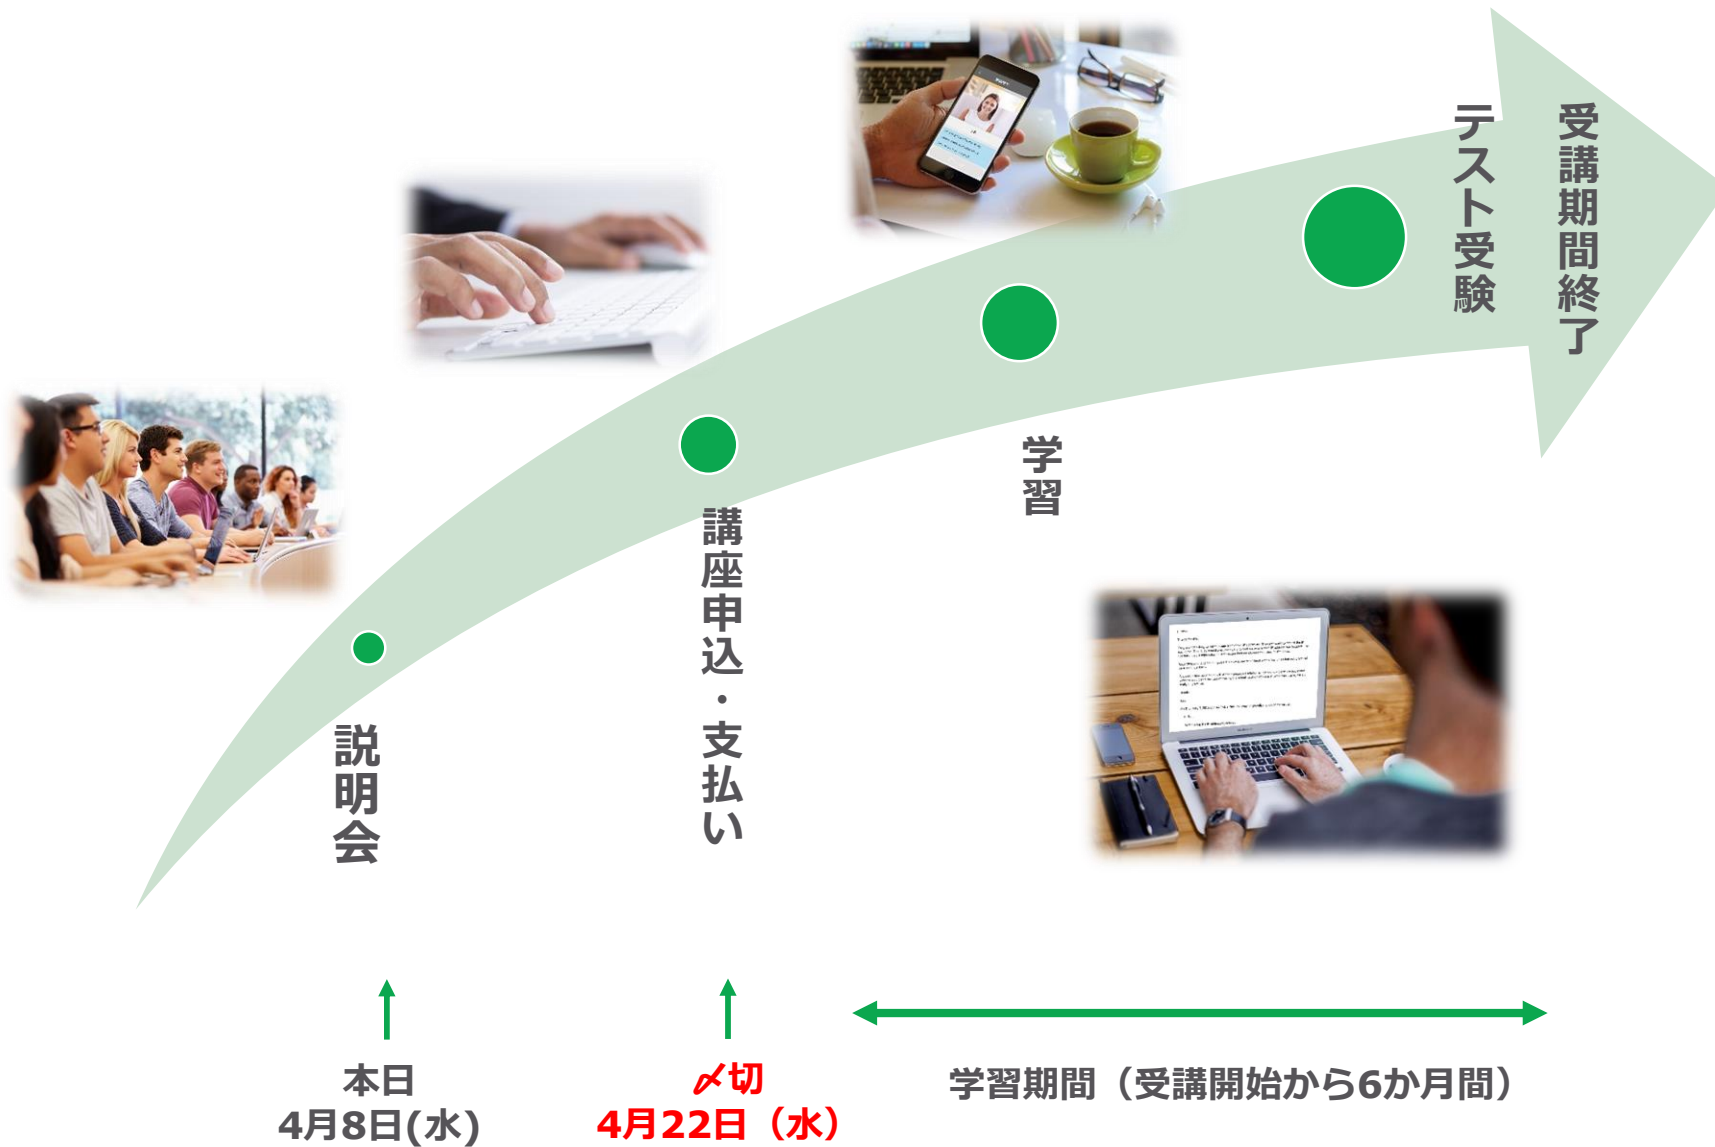 説明会
講座申込・支払い
学習
テスト受験
受講期間終了
本日
4月8日(水)
〆切
4月22日（水）
学習期間（受講開始から6か月間）